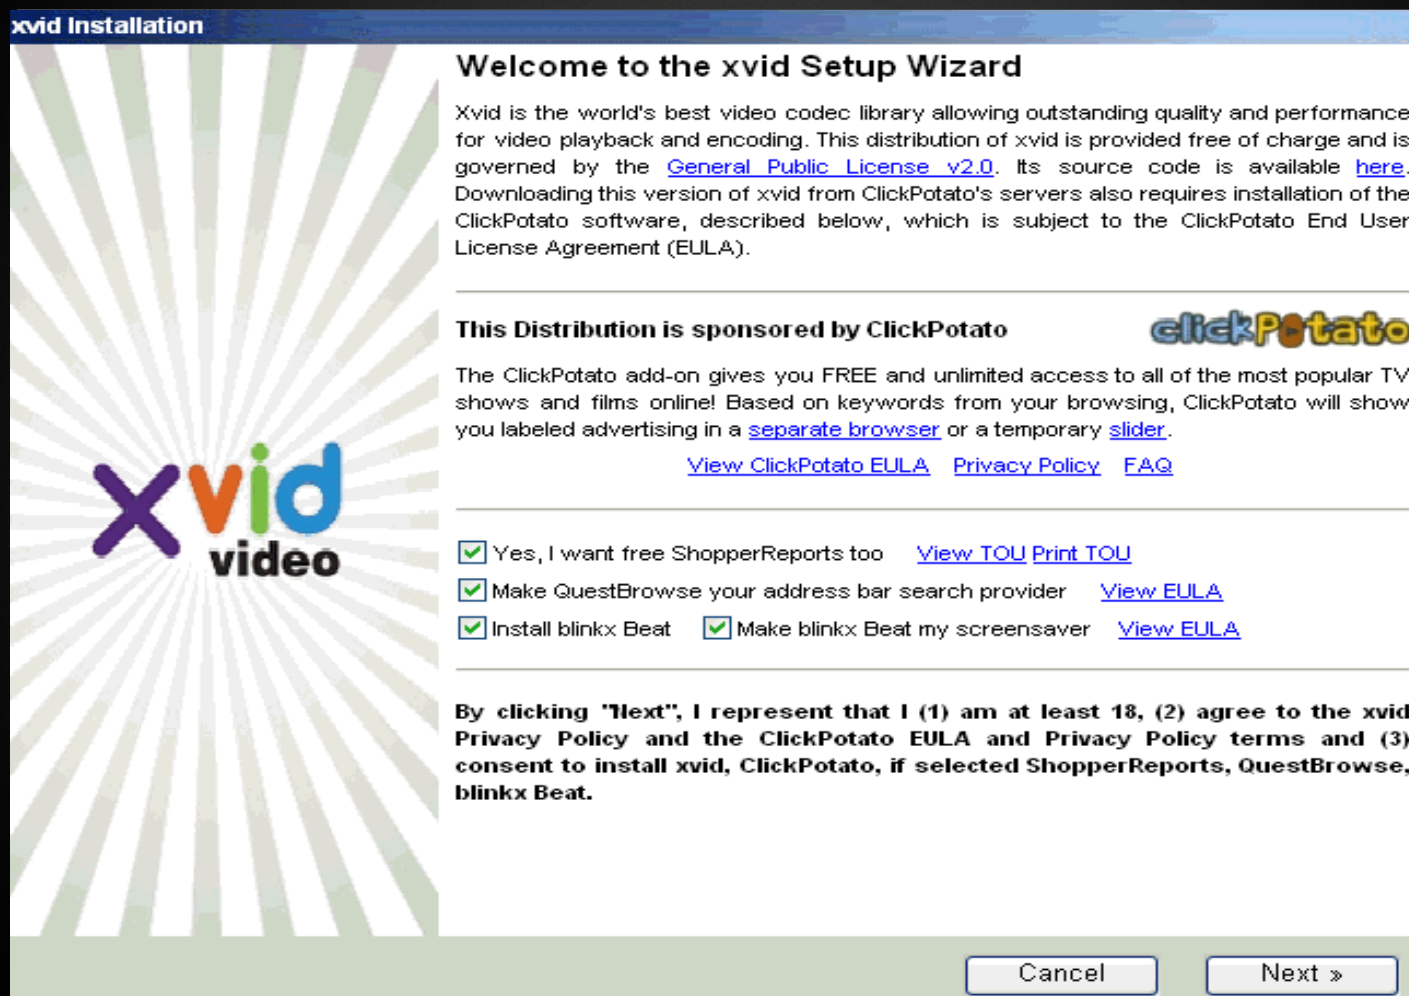 xvid Installation
Welcome to the xvid Setup Wizard
Xvid is the world's best video codec library allowing outstanding quality and performance
for video playback and encoding. This distribution of xvid is provided free of charge and is
governed by the General Public License v2.0. Its source code is available here.
Downloading this version of xvid from ClickPotato's servers also requires installation of the
ClickPotato software, described below, which is subject to the ClickPotato End User
License Agreement (EULA).
This Distribution is sponsored by ClickPotato
clickPotato
The ClickPotato add-on gives you FREE and unlimited access to all of the most popular TV
shows and films online! Based on keywords from your browsing, ClickPotato will show
you labeled advertising in a separate browser or a temporary slider.
View ClickPotato EULA Privacy Policy FAQ
xvid
video
Yes, I want free ShopperReports too View TOU Print TOU
Make QuestBrowse your address bar search provider View EULA
Install blinkx Beat Make blinkx Beat my screensaver View EULA
By clicking "Next", I represent that I (1) am at least 18, (2) agree to the xvid
Privacy Policy and the ClickPotato EULA and Privacy Policy terms and (3)
consent to install xvid, ClickPotato, if selected ShopperReports, QuestBrowse,
blinkx Beat.
Cancel Next »